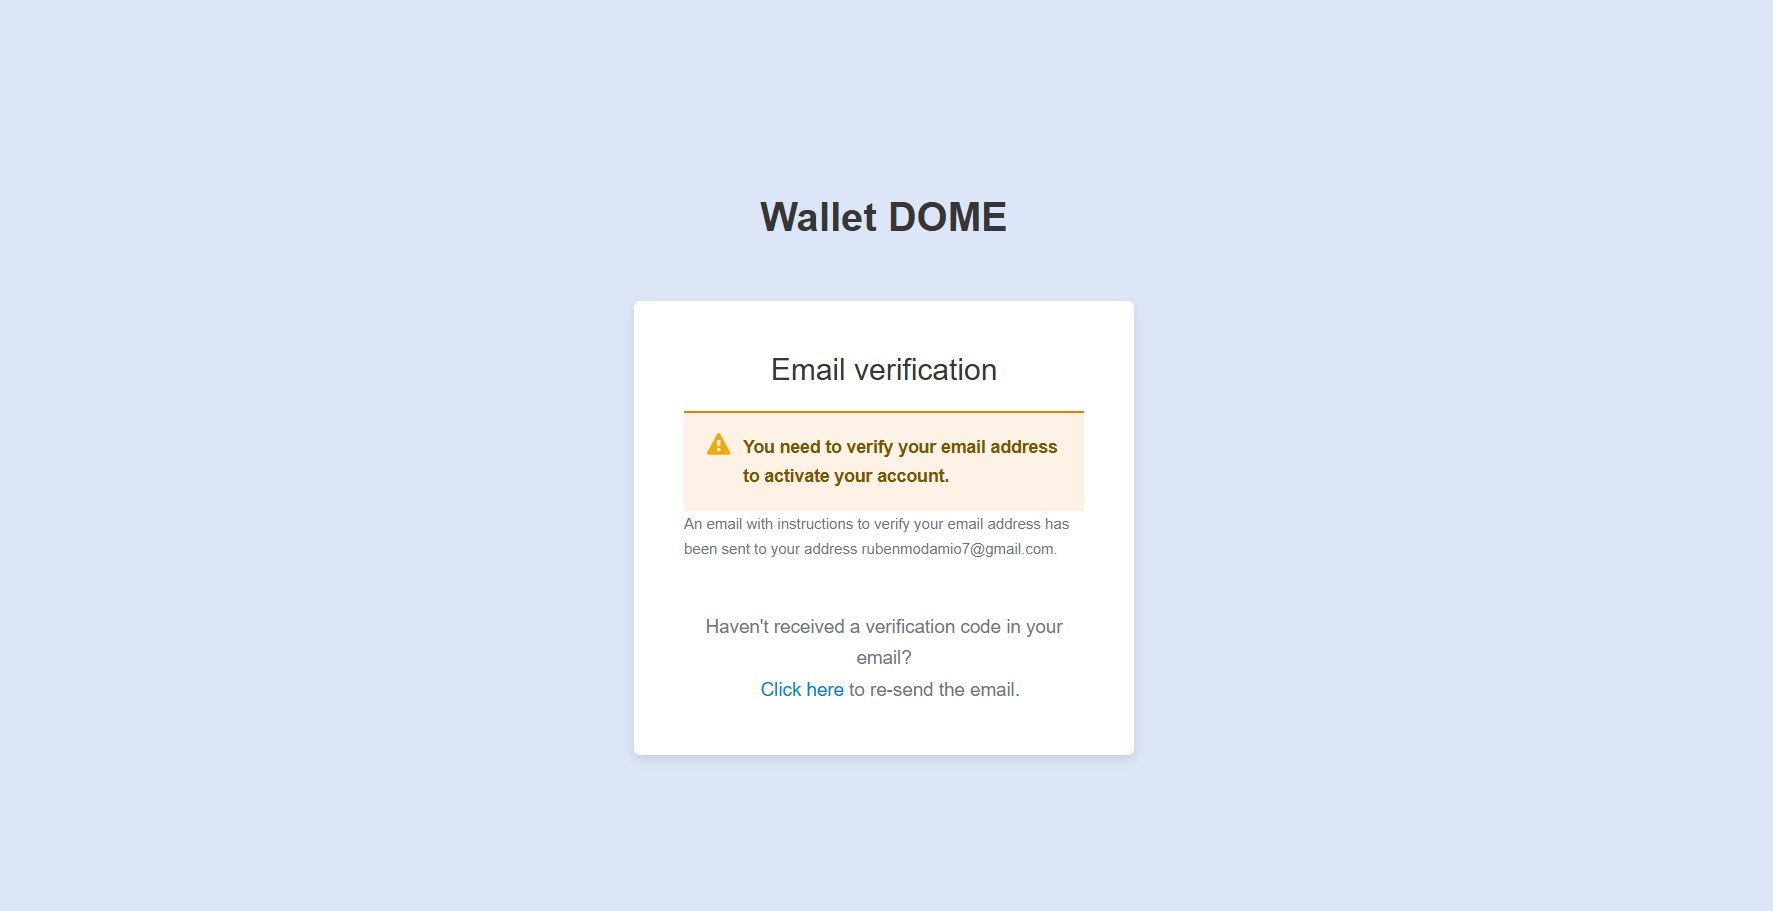 Wallet DOME
Email verification
You need to verify your email address
to activate your account.
An email with instructions to verify your email address has
been sent to your address rubenmodamio7@gmail.com.
Haven't received a verification code in your
email?
Click here to re-send the email.